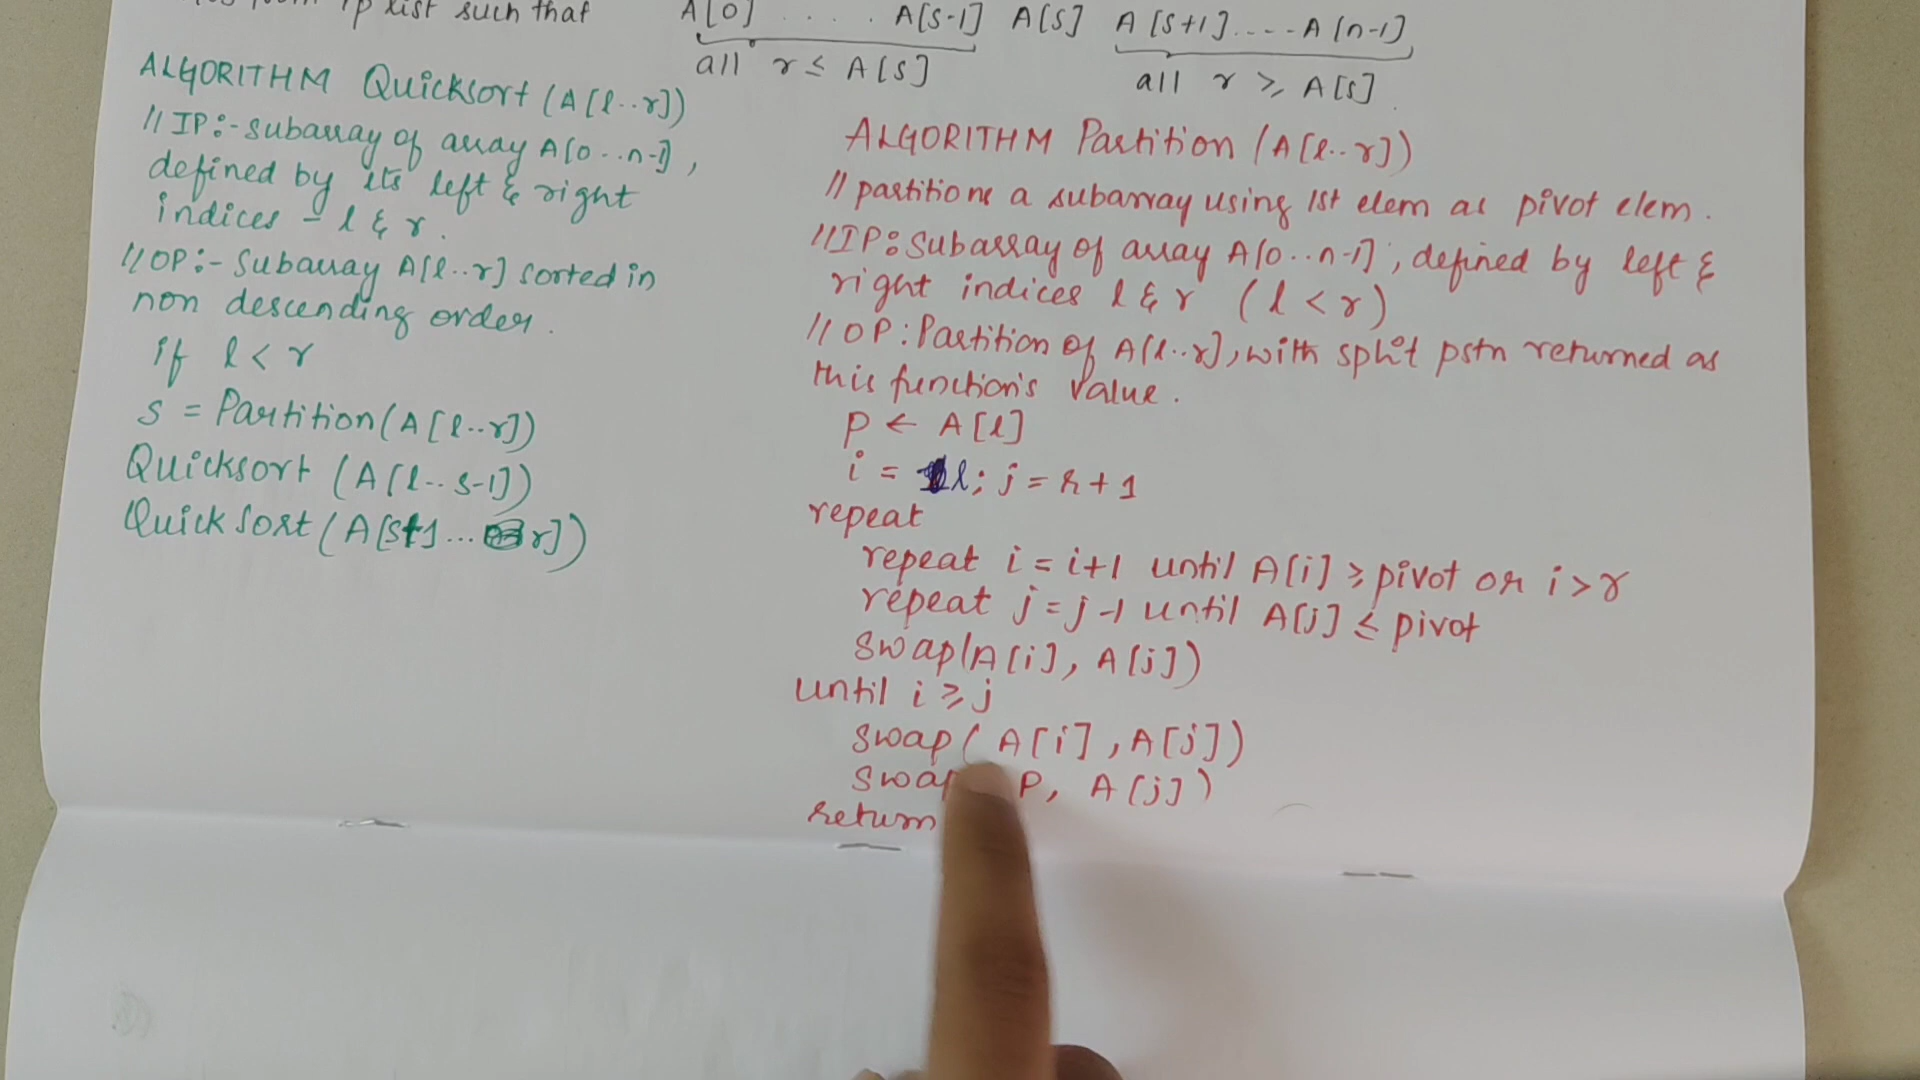 list such that A[0] . . . . A[s-1] A[s] A[s+1]....A[n-1]
all r ≤ A[s] all r ≥ A[s]
ALGORITHM Quicksort (A[l..r])
// IP:- subarray of array A[0..n-1],
defined by its left & right
indices - l & r.
// OP:- Subarray A[l..r] sorted in
non descending order.
if l < r
s = Partition(A[l..r])
Quicksort (A[l..s-1])
Quicksort (A[s+1...r])
ALGORITHM Partition (A[l..r])
// partitions a subarray using 1st elem as pivot elem.
// IP: Subarray of array A[0..n-1], defined by left &
right indices l & r (l < r)
// OP: Partition of A[l..r], with split pstn returned as
this function's value.
P ← A[l]
i = l; j = r + 1
repeat
repeat i = i+1 until A[i] ≥ pivot or i > r
repeat j = j-1 until A[j] ≤ pivot
swap(A[i], A[j])
until i ≥ j
swap( A[i], A[j])
swap P, A[j])
return